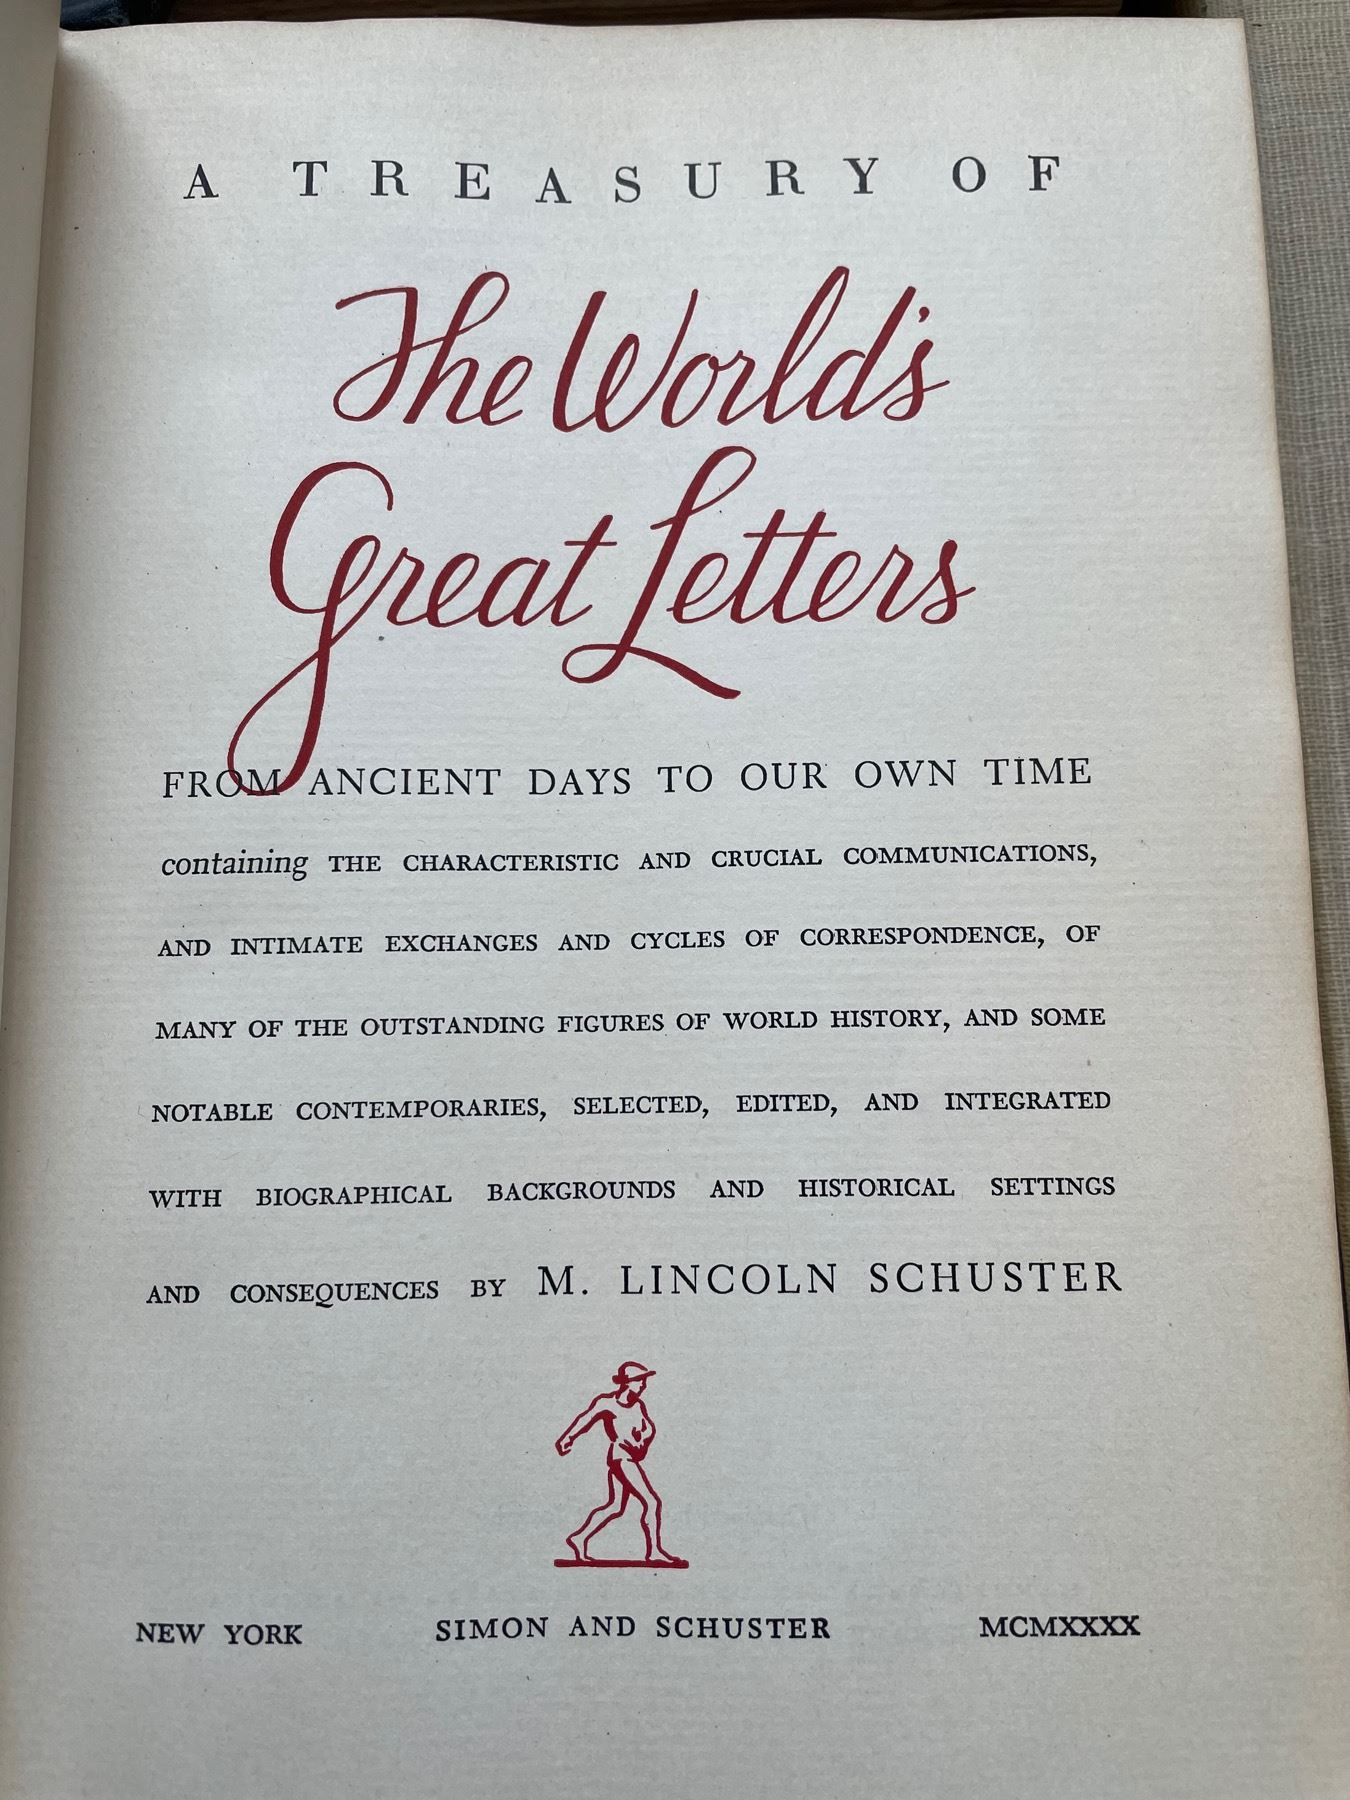 A TREASURY OF
The World's
Great Letters
FROM ANCIENT DAYS TO OUR OWN TIME
containing THE CHARACTERISTIC AND CRUCIAL COMMUNICATIONS,
AND INTIMATE EXCHANGES AND CYCLES OF CORRESPONDENCE, OF
MANY OF THE OUTSTANDING FIGURES OF WORLD HISTORY, AND SOME
NOTABLE CONTEMPORARIES, SELECTED, EDITED, AND INTEGRATED
WITH BIOGRAPHICAL BACKGROUNDS AND HISTORICAL SETTINGS
AND CONSEQUENCES BY M. LINCOLN SCHUSTER
NEW YORK SIMON AND SCHUSTER MCMXXXX